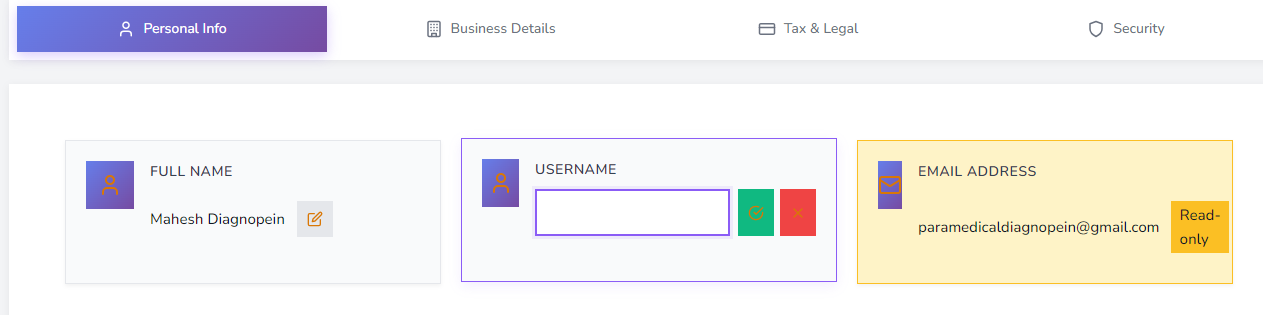 Personal Info
Business Details
Tax & Legal
Security
FULL NAME
Mahesh Diagnopein
USERNAME
EMAIL ADDRESS
paramedicaldiagnopein@gmail.com
Read-
only